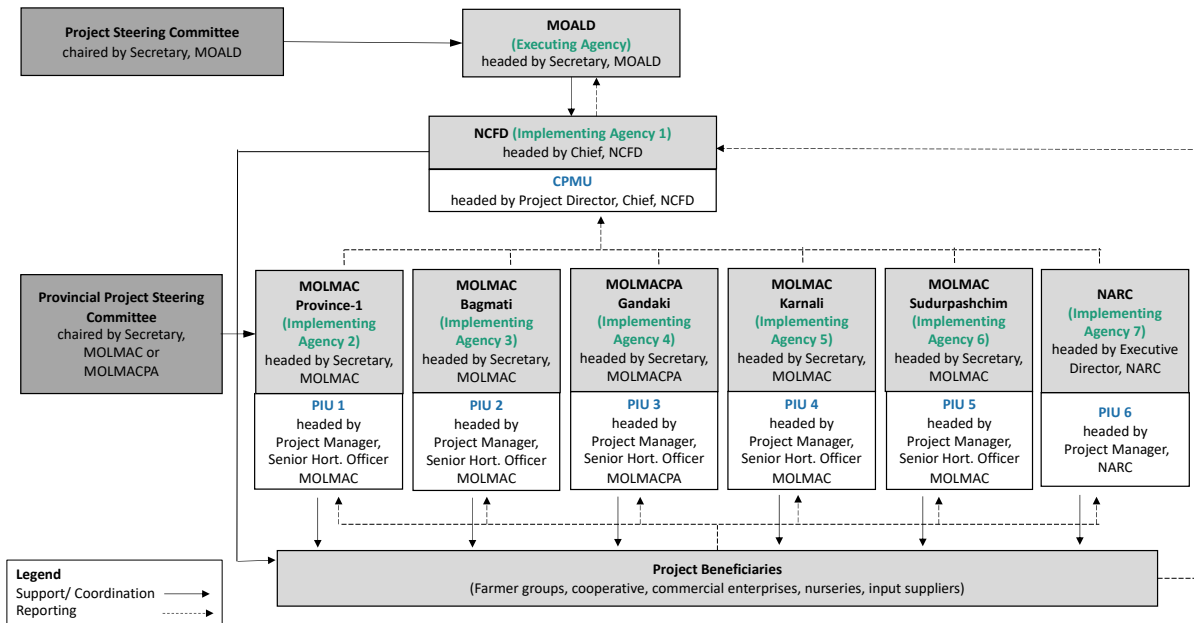 Project Steering Committee
chaired by Secretary, MOALD
MOALD
(Executing Agency)
headed by Secretary, MOALD
NCFD (Implementing Agency 1)
headed by Chief, NCFD
CPMU
headed by Project Director, Chief, NCFD
Provincial Project Steering
Committee
chaired by Secretary,
MOLMAC or
MOLMACPA
MOLMAC
Province-1
(Implementing
Agency 2)
headed by Secretary,
MOLMAC
PIU 1
headed by
Project Manager,
Senior Hort. Officer
MOLMAC
MOLMAC
Bagmati
(Implementing
Agency 3)
headed by Secretary,
MOLMAC
PIU 2
headed by
Project Manager,
Senior Hort. Officer
MOLMAC
MOLMACPA
Gandaki
(Implementing
Agency 4)
headed by Secretary,
MOLMACPA
PIU 3
headed by
Project Manager,
Senior Hort. Officer
MOLMACPA
MOLMAC
Karnali
(Implementing
Agency 5)
headed by Secretary,
MOLMAC
PIU 4
headed by
Project Manager,
Senior Hort. Officer
MOLMAC
MOLMAC
Sudurpashchim
(Implementing
Agency 6)
headed by Secretary,
MOLMAC
PIU 5
headed by
Project Manager,
Senior Hort. Officer
MOLMAC
NARC
(Implementing
Agency 7)
headed by Executive
Director, NARC
PIU 6
headed by
Project Manager,
NARC
Project Beneficiaries
(Farmer groups, cooperative, commercial enterprises, nurseries, input suppliers)
Legend
Support/ Coordination
Reporting